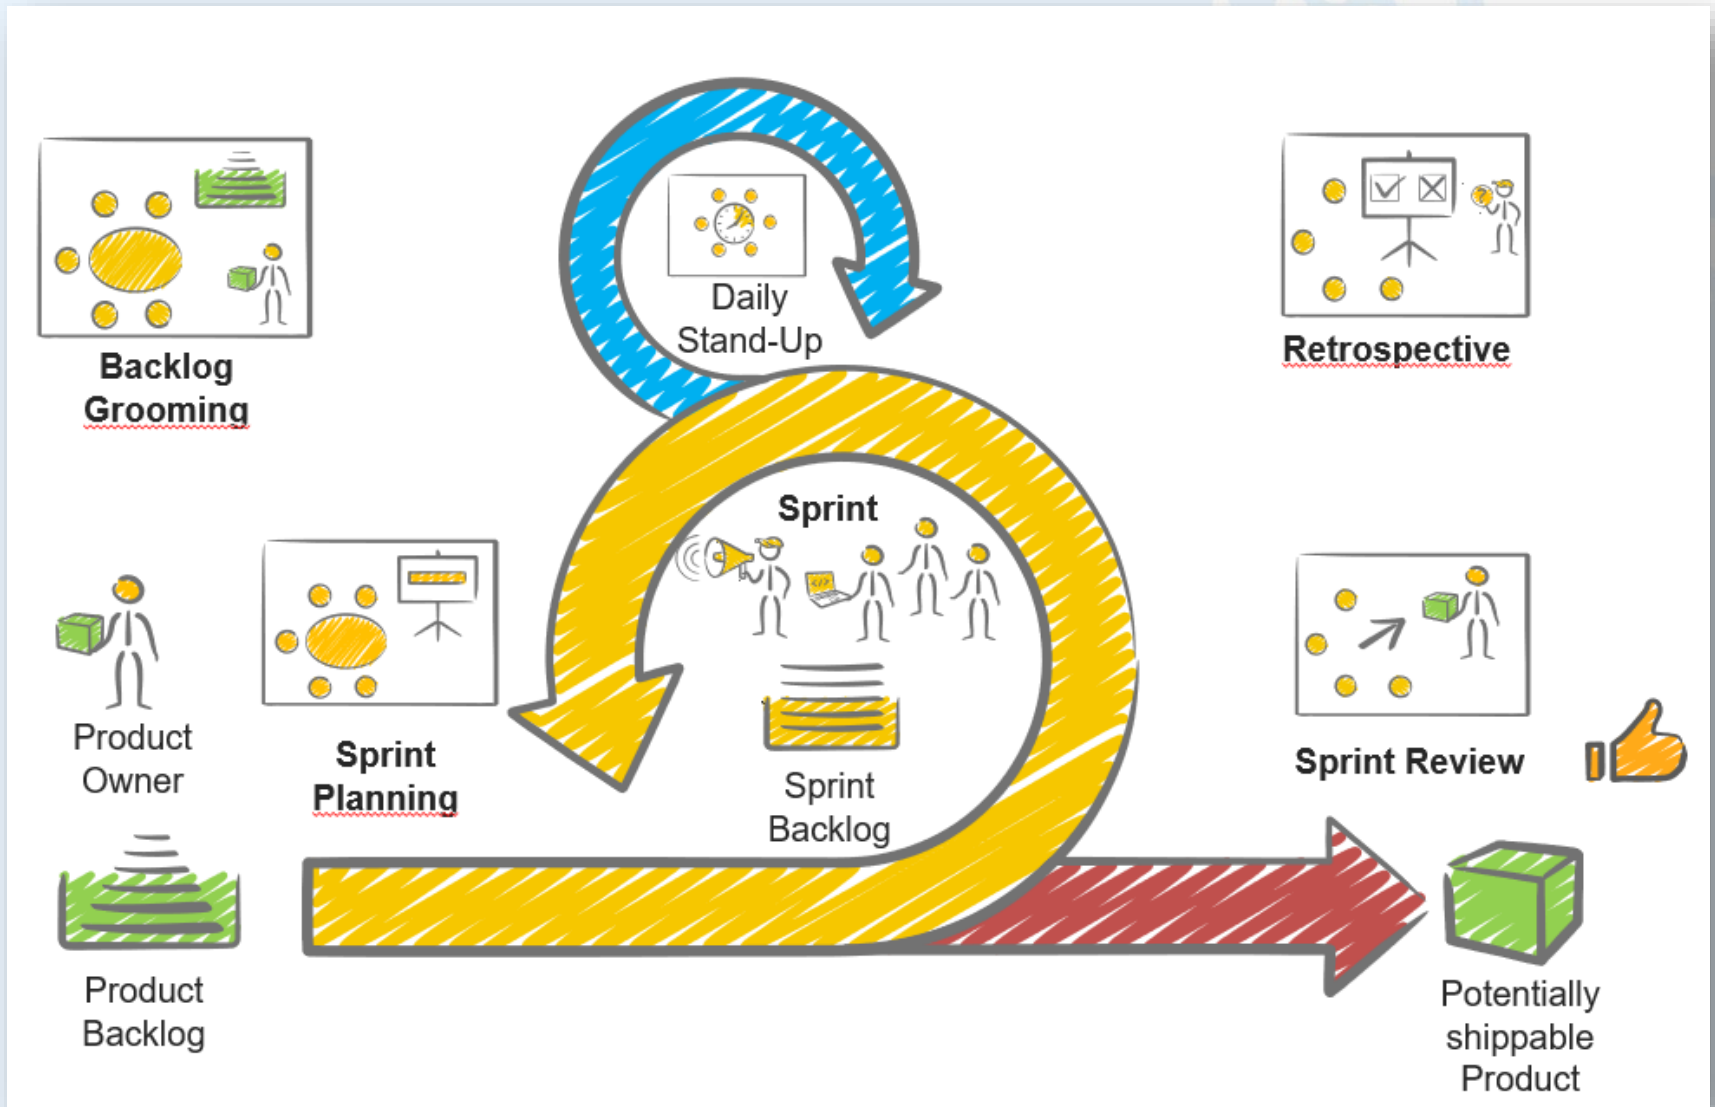 Backlog
Grooming
Daily
Stand-Up
Retrospective
Product
Owner
Sprint
Planning
Sprint
</>
Sprint
Backlog
Sprint Review
Product
Backlog
?
Potentially
shippable
Product